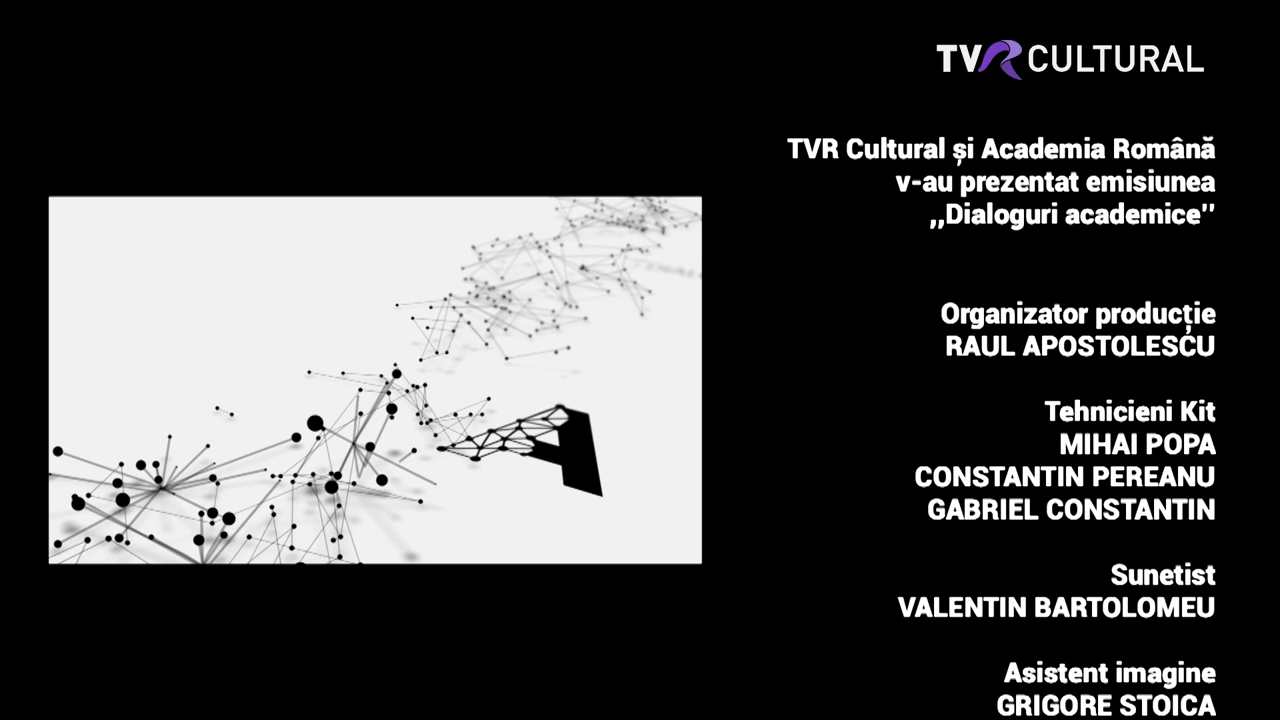 TVR CULTURAL
TVR Cultural și Academia Română
v-au prezentat emisiunea
,,Dialoguri academice''
Organizator producție
RAUL APOSTOLESCU
Tehnicieni Kit
MIHAI POPA
CONSTANTIN PEREANU
GABRIEL CONSTANTIN
Sunetist
VALENTIN BARTOLOMEU
Asistent imagine
GRIGORE STOICA
A